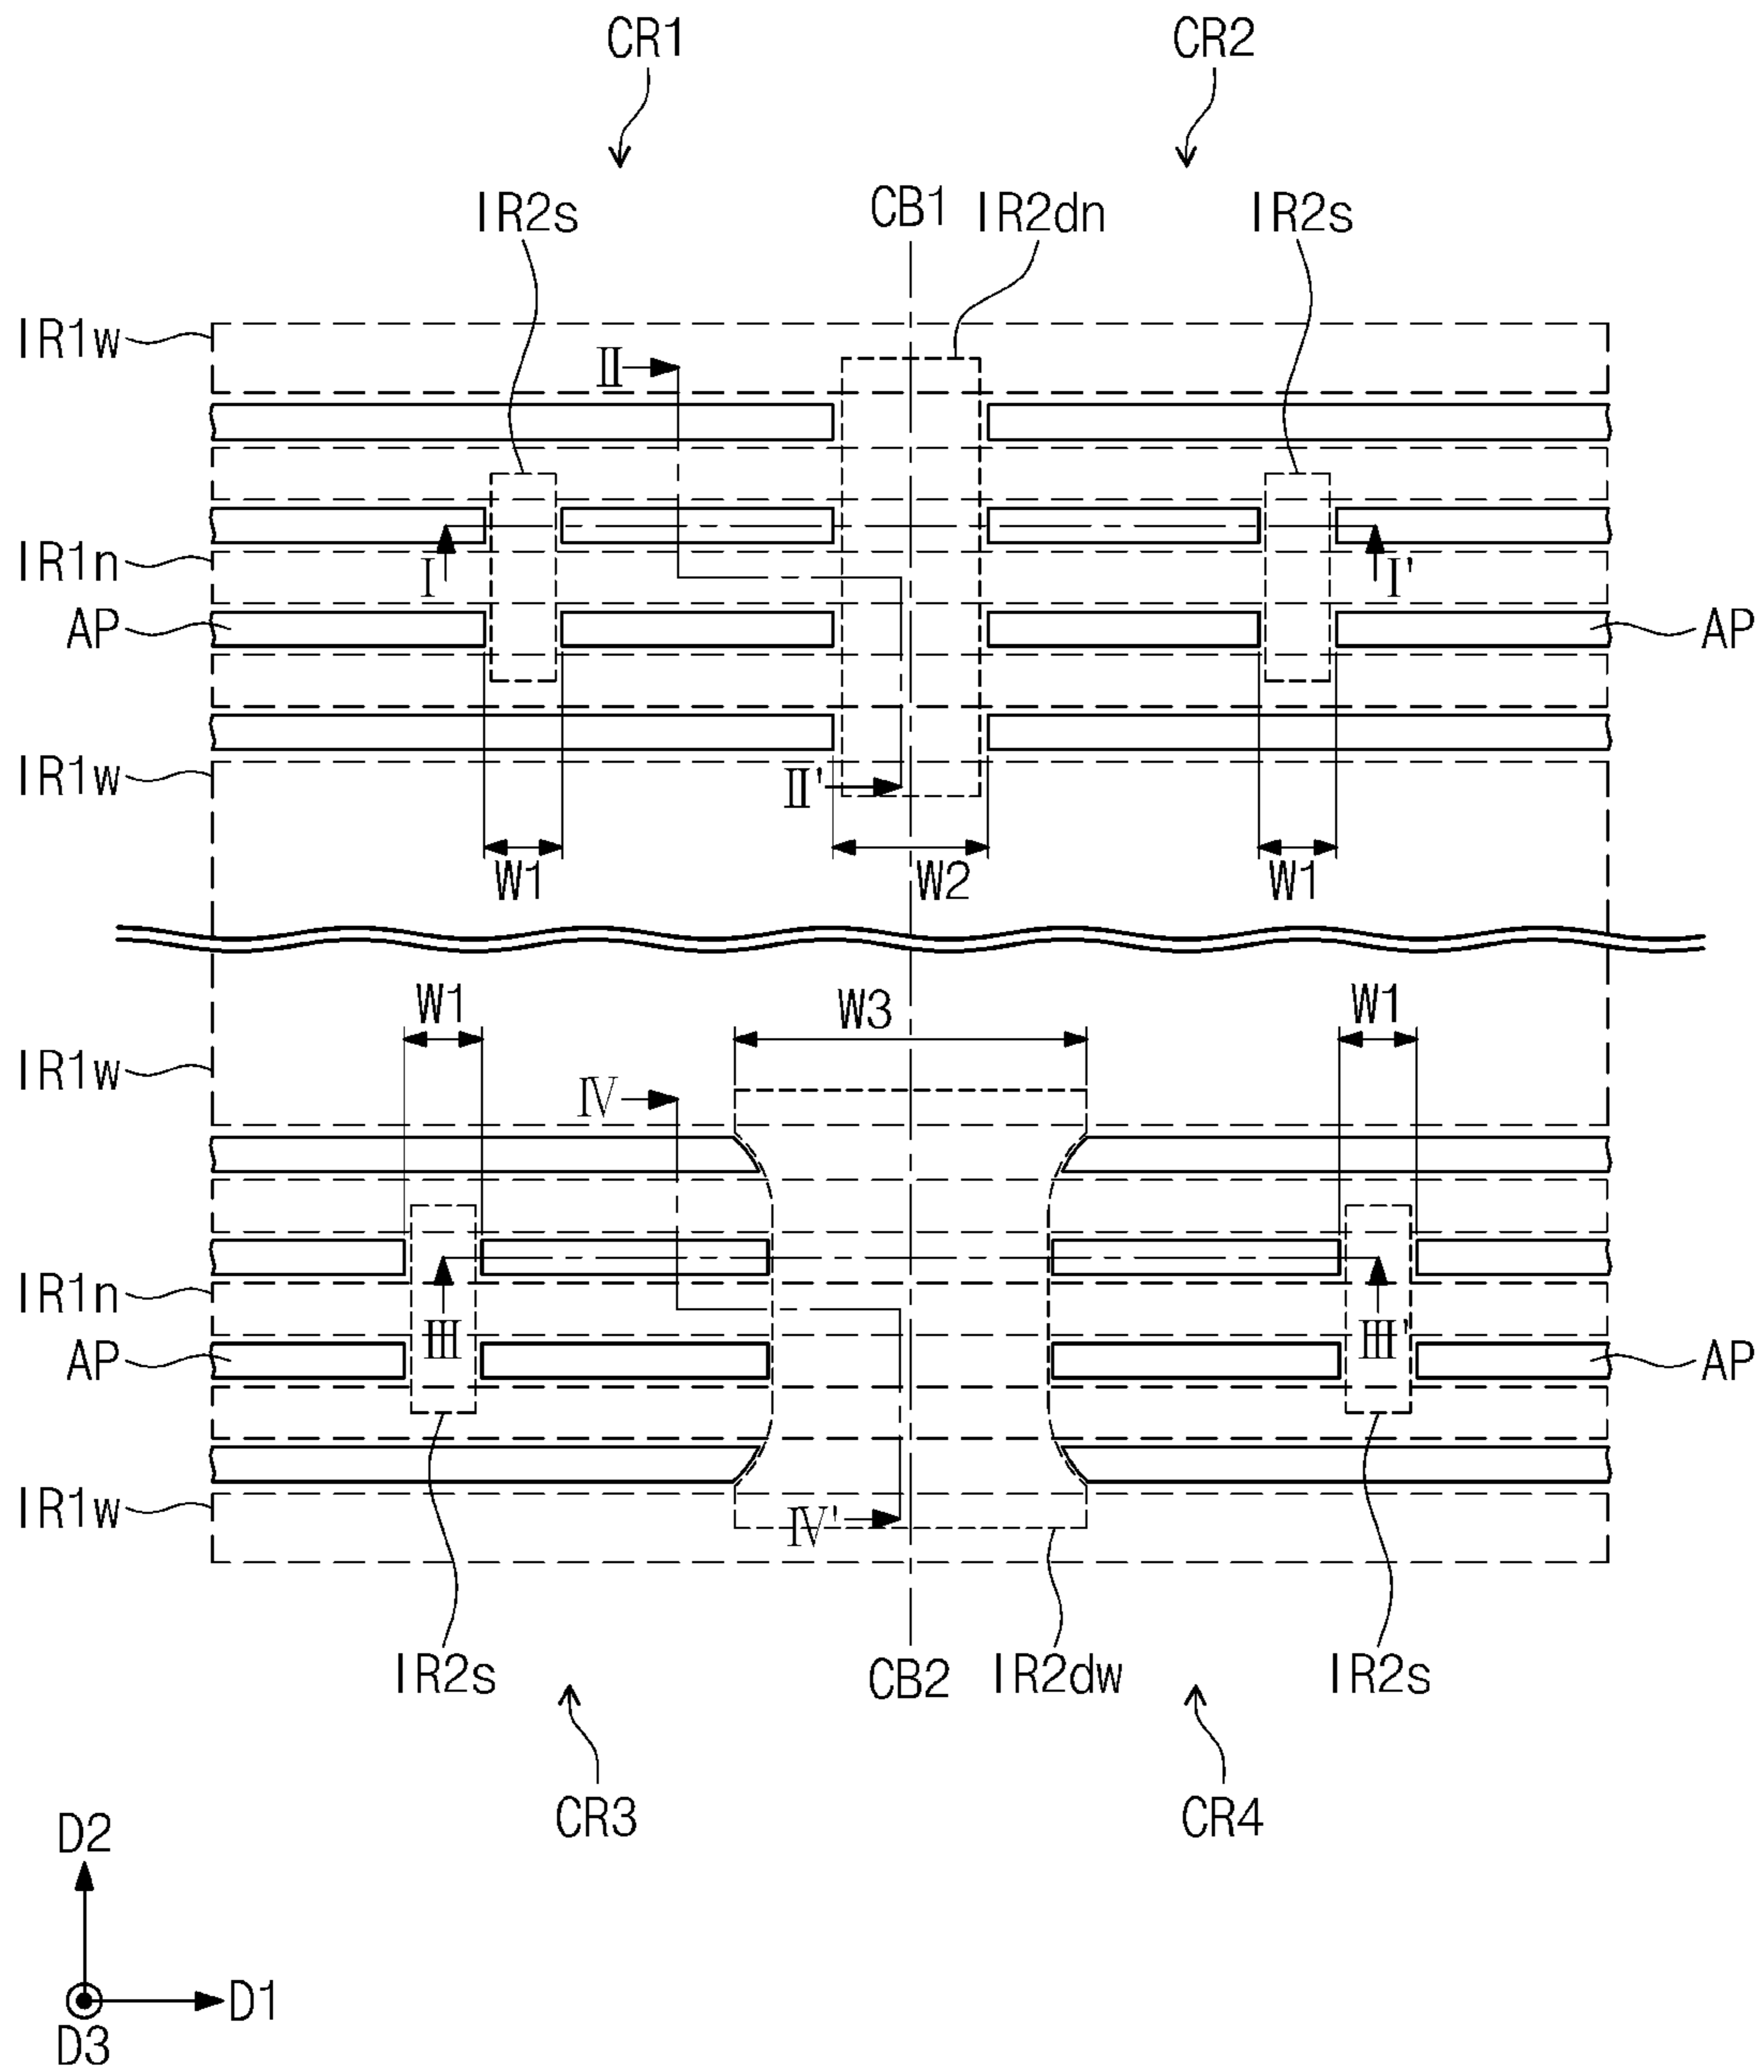 CR1 CR2
IR2s CB1 IR2dn IR2s
IR1w
Ⅱ
IR1n
Ⅰ Ⅰ'
AP AP
IR1w
Ⅱ'
W1 W2 W1
W1 W3 W1
IR1w
Ⅳ
IR1n
Ⅲ Ⅲ'
AP AP
IR1w
Ⅳ'
IR2s CB2 IR2dw IR2s
CR3 CR4
D2
D1
D3